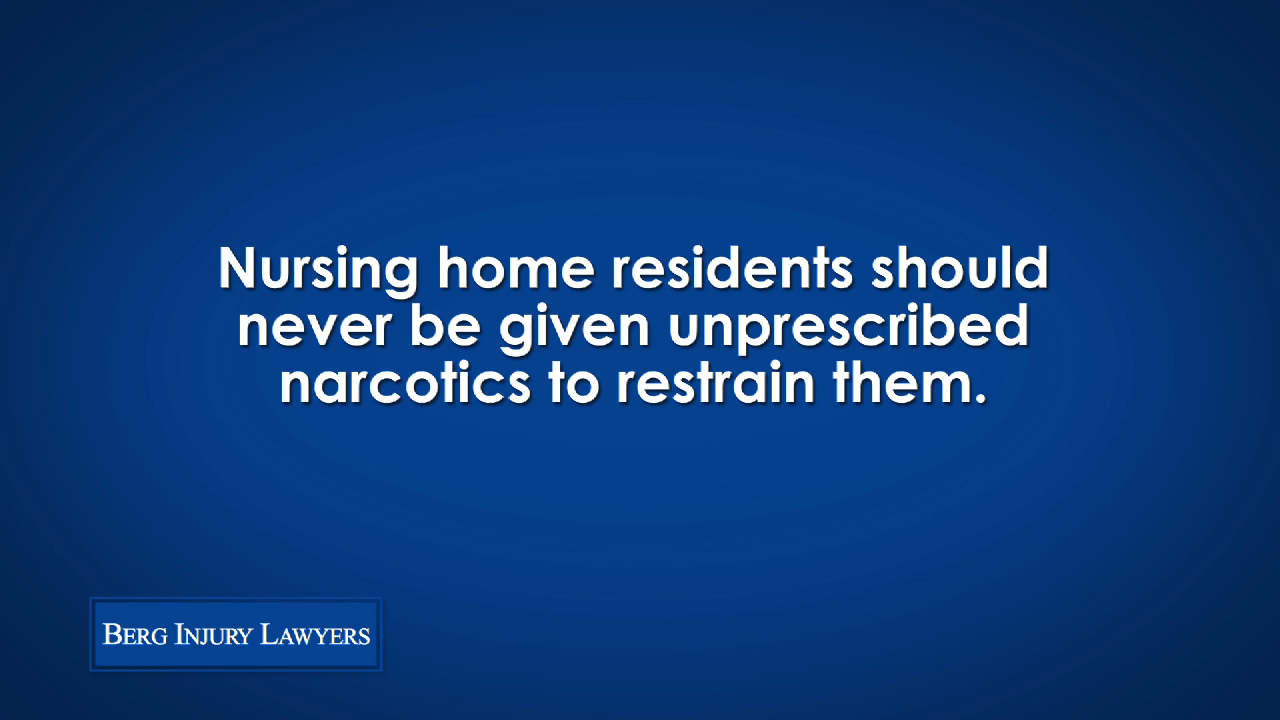 Nursing home residents should
never be given unprescribed
narcotics to restrain them.
BERG INJURY LAWYERS